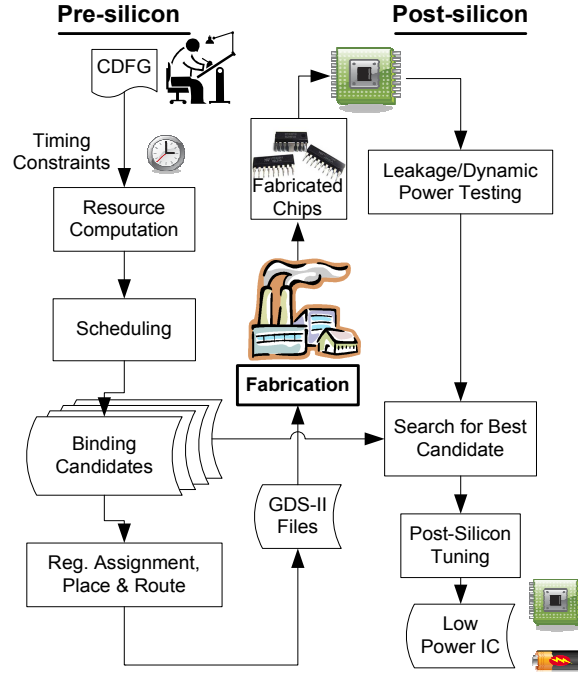 Pre-silicon
CDFG
Timing
Constraints
Resource
Computation
Scheduling
Binding
Candidates
Reg. Assignment,
Place & Route
GDS-II
Files
Fabrication
Fabricated
Chips
Post-silicon
Leakage/Dynamic
Power Testing
Search for Best
Candidate
Post-Silicon
Tuning
Low
Power IC